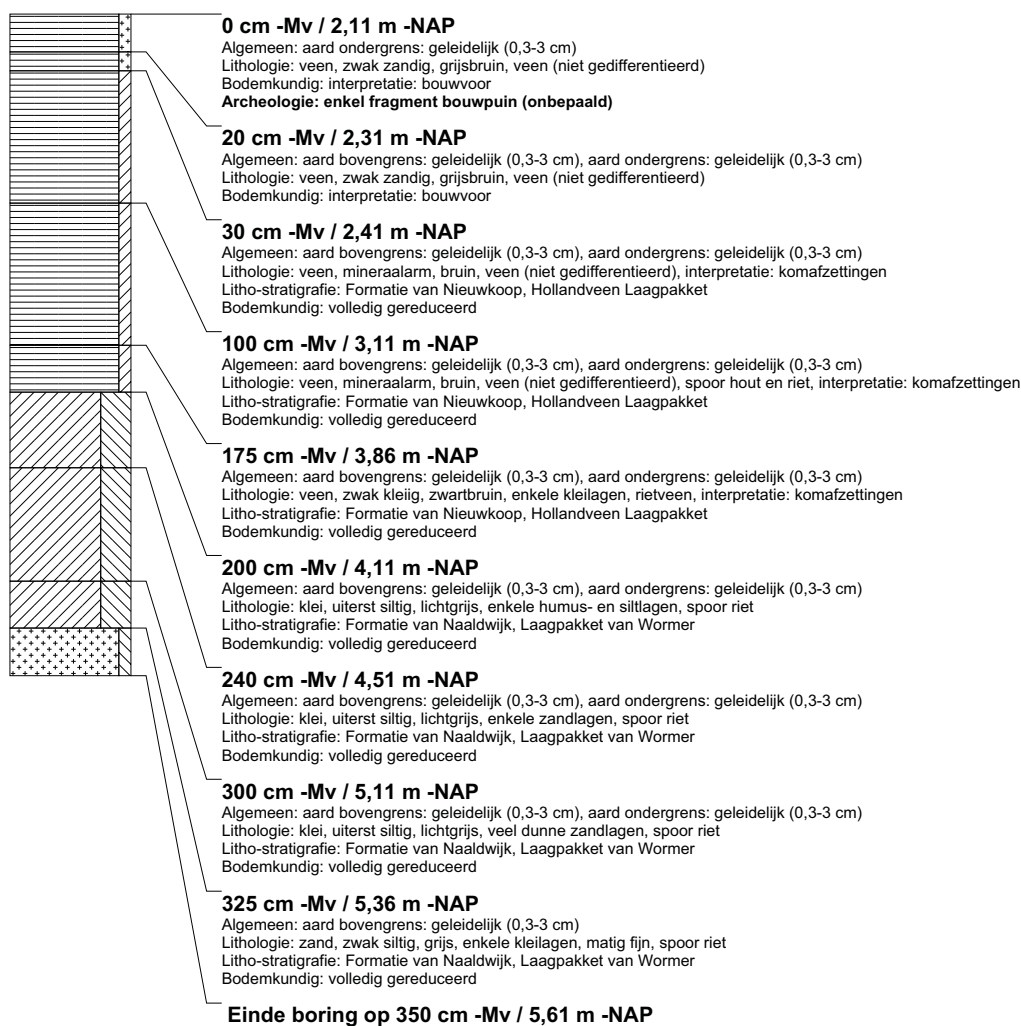 0 cm -Mv / 2,11 m -NAP
Algemeen: aard ondergrens: geleidelijk (0,3-3 cm)
Lithologie: veen, zwak zandig, grijsbruin, veen (niet gedifferentieerd)
Bodemkundig: interpretatie: bouwvoor
Archeologie: enkel fragment bouwpuin (onbepaald)
20 cm -Mv / 2,31 m -NAP
Algemeen: aard bovengrens: geleidelijk (0,3-3 cm), aard ondergrens: geleidelijk (0,3-3 cm)
Lithologie: veen, zwak zandig, grijsbruin, veen (niet gedifferentieerd)
Bodemkundig: interpretatie: bouwvoor
30 cm -Mv / 2,41 m -NAP
Algemeen: aard bovengrens: geleidelijk (0,3-3 cm), aard ondergrens: geleidelijk (0,3-3 cm)
Lithologie: veen, mineraalarm, bruin, veen (niet gedifferentieerd), interpretatie: komafzettingen
Litho-stratigrafie: Formatie van Nieuwkoop, Hollandveen Laagpakket
Bodemkundig: volledig gereduceerd
100 cm -Mv / 3,11 m -NAP
Algemeen: aard bovengrens: geleidelijk (0,3-3 cm), aard ondergrens: geleidelijk (0,3-3 cm)
Lithologie: veen, mineraalarm, bruin, veen (niet gedifferentieerd), spoor hout en riet, interpretatie: komafzettingen
Litho-stratigrafie: Formatie van Nieuwkoop, Hollandveen Laagpakket
Bodemkundig: volledig gereduceerd
175 cm -Mv / 3,86 m -NAP
Algemeen: aard bovengrens: geleidelijk (0,3-3 cm), aard ondergrens: geleidelijk (0,3-3 cm)
Lithologie: veen, zwak kleiig, zwartbruin, enkele kleilagen, rietveen, interpretatie: komafzettingen
Litho-stratigrafie: Formatie van Nieuwkoop, Hollandveen Laagpakket
Bodemkundig: volledig gereduceerd
200 cm -Mv / 4,11 m -NAP
Algemeen: aard bovengrens: geleidelijk (0,3-3 cm), aard ondergrens: geleidelijk (0,3-3 cm)
Lithologie: klei, uiterst siltig, lichtgrijs, enkele humus- en siltlagen, spoor riet
Litho-stratigrafie: Formatie van Naaldwijk, Laagpakket van Wormer
Bodemkundig: volledig gereduceerd
240 cm -Mv / 4,51 m -NAP
Algemeen: aard bovengrens: geleidelijk (0,3-3 cm), aard ondergrens: geleidelijk (0,3-3 cm)
Lithologie: klei, uiterst siltig, lichtgrijs, enkele zandlagen, spoor riet
Litho-stratigrafie: Formatie van Naaldwijk, Laagpakket van Wormer
Bodemkundig: volledig gereduceerd
300 cm -Mv / 5,11 m -NAP
Algemeen: aard bovengrens: geleidelijk (0,3-3 cm), aard ondergrens: geleidelijk (0,3-3 cm)
Lithologie: klei, uiterst siltig, lichtgrijs, veel dunne zandlagen, spoor riet
Litho-stratigrafie: Formatie van Naaldwijk, Laagpakket van Wormer
Bodemkundig: volledig gereduceerd
325 cm -Mv / 5,36 m -NAP
Algemeen: aard bovengrens: geleidelijk (0,3-3 cm)
Lithologie: zand, zwak siltig, grijs, enkele kleilagen, matig fijn, spoor riet
Litho-stratigrafie: Formatie van Naaldwijk, Laagpakket van Wormer
Bodemkundig: volledig gereduceerd
Einde boring op 350 cm -Mv / 5,61 m -NAP